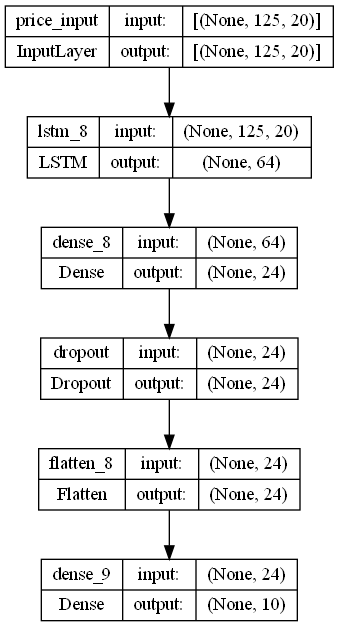 price_input input: [(None, 125, 20)]
InputLayer output: [(None, 125, 20)]
lstm_8 input: (None, 125, 20)
LSTM output: (None, 64)
dense_8 input: (None, 64)
Dense output: (None, 24)
dropout input: (None, 24)
Dropout output: (None, 24)
flatten_8 input: (None, 24)
Flatten output: (None, 24)
dense_9 input: (None, 24)
Dense output: (None, 10)